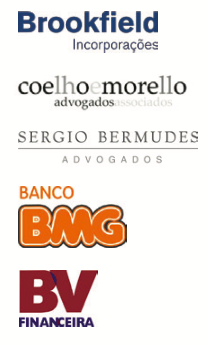 Brookfield
Incorporações
coelhoemorello
advogadosassociados
SERGIO BERMUDES
ADVOGADOS
BANCO
BMG
BV
FINANCEIRA